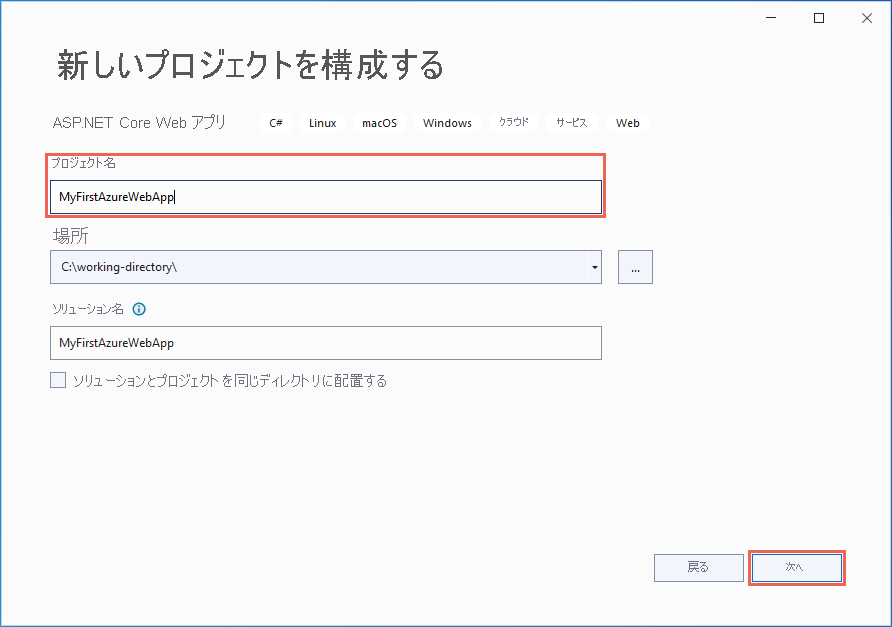 新しいプロジェクトを構成する
ASP.NET Core Web アプリ C# Linux macOS Windows クラウド サービス Web
プロジェクト名
MyFirstAzureWebApp
場所
C:\working-directory\ ...
ソリューション名
MyFirstAzureWebApp
ソリューションとプロジェクトを同じディレクトリに配置する
戻る 次へ